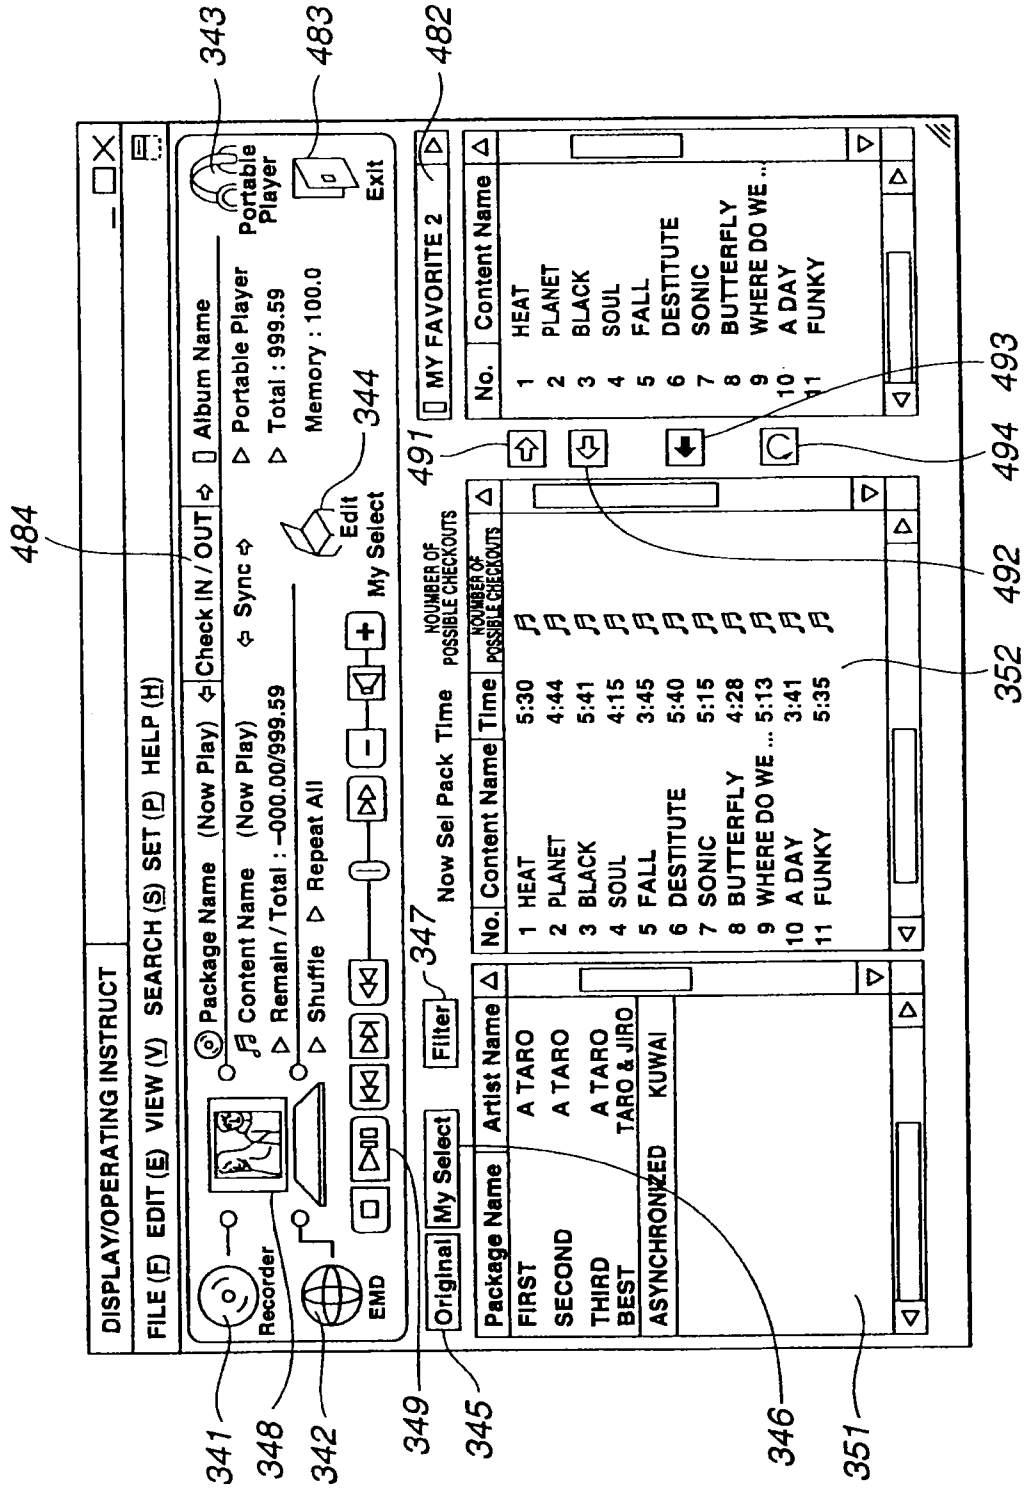 DISPLAY/OPERATING INSTRUCT
FILE (F) EDIT (E) VIEW (V) SEARCH (S) SET (P) HELP (H)
484
Package Name (Now Play)
Check IN / OUT
Album Name
Content Name (Now Play)
Sync
Portable Player
Remain / Total : –000.00/999.59
Total : 999.59
Shuffle
Repeat All
Memory : 100.0
Recorder
EMD
Edit
My Select
Portable
Player
Exit
341
348
342
349
345
346
347
344
343
483
482
Original
My Select
Filter
Now Sel Pack Time
NOUMBER OF
POSSIBLE CHECKOUTS
MY FAVORITE 2
Package Name Artist Name
FIRST A TARO
SECOND A TARO
THIRD A TARO
BEST TARO & JIRO
ASYNCHRONIZED KUWAI
351
No. Content Name Time NOUMBER OF
POSSIBLE CHECKOUTS
1 HEAT 5:30
2 PLANET 4:44
3 BLACK 5:41
4 SOUL 4:15
5 FALL 3:45
6 DESTITUTE 5:40
7 SONIC 5:15
8 BUTTERFLY 4:28
9 WHERE DO WE ... 5:13
10 A DAY 3:41
11 FUNKY 5:35
352
491
492
493
494
No. Content Name
1 HEAT
2 PLANET
3 BLACK
4 SOUL
5 FALL
6 DESTITUTE
7 SONIC
8 BUTTERFLY
9 WHERE DO WE ...
10 A DAY
11 FUNKY